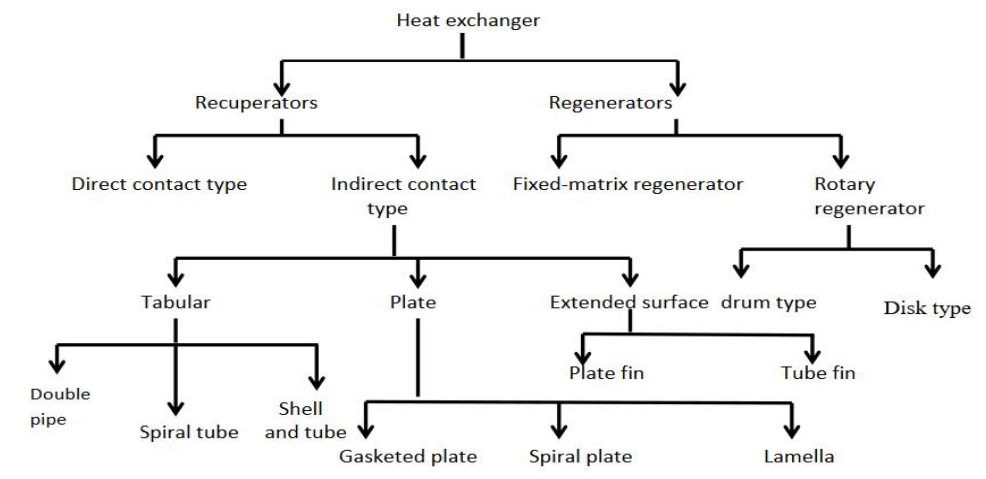 Heat exchanger
Recuperators
Regenerators
Direct contact type
Indirect contact
type
Fixed-matrix regenerator
Rotary
regenerator
Tabular
Plate
Extended surface
drum type
Disk type
Plate fin
Tube fin
Double
pipe
Spiral tube
Shell
and tube
Gasketed plate
Spiral plate
Lamella